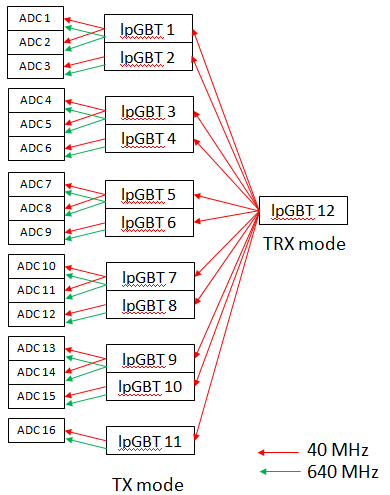 ADC 1
ADC 2
ADC 3
lpGBT 1
lpGBT 2
ADC 4
ADC 5
ADC 6
lpGBT 3
lpGBT 4
ADC 7
ADC 8
ADC 9
lpGBT 5
lpGBT 6
lpGBT 12
TRX mode
ADC 10
ADC 11
ADC 12
lpGBT 7
lpGBT 8
ADC 13
ADC 14
ADC 15
lpGBT 9
lpGBT 10
ADC 16
lpGBT 11
TX mode
40 MHz
640 MHz